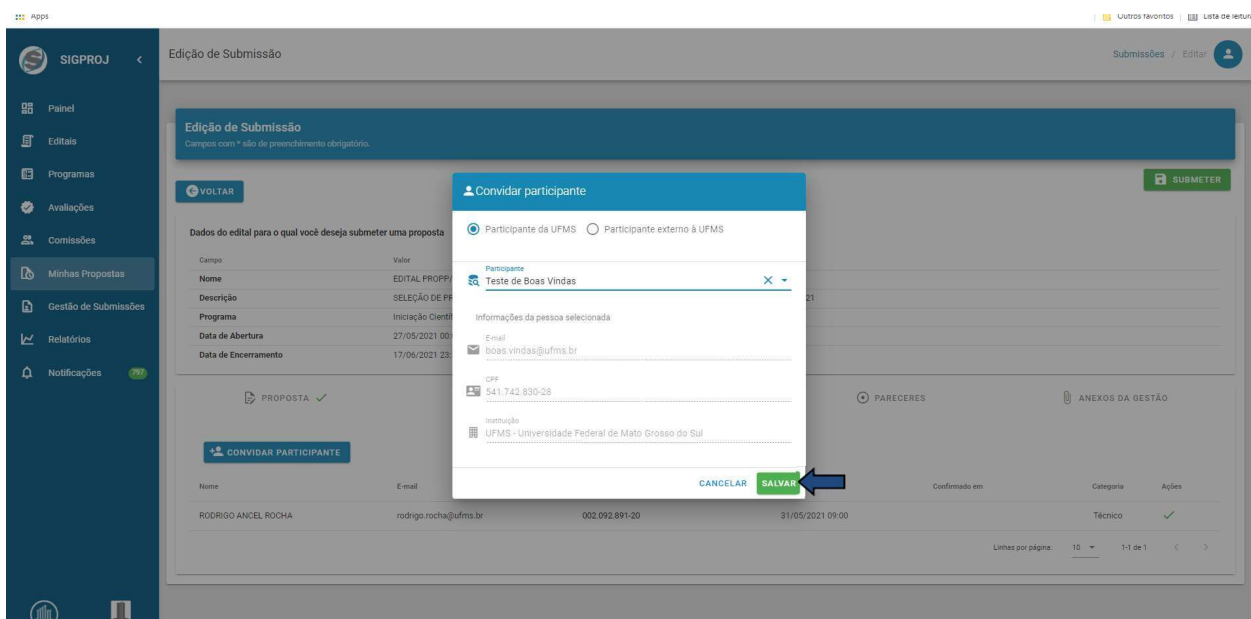 Apps
Outros favoritos
Lista de leitura
SIGPROJ
Edição de Submissão
Submissões / Editar
Painel
Editais
Programas
Avaliações
Comissões
Minhas Propostas
Gestão de Submissões
Relatórios
Notificações 797
Edição de Submissão
Campos com * são de preenchimento obrigatório.
VOLTAR
SUBMETER
Dados do edital para o qual você deseja submeter uma proposta
Campo Valor
Nome EDITAL PROPP/
Descrição SELEÇÃO DE PR 21
Programa Iniciação Cientí
Data de Abertura 27/05/2021 00:
Data de Encerramento 17/06/2021 23:
Convidar participante
Participante da UFMS Participante externo à UFMS
Participante
Teste de Boas Vindas
Informações da pessoa selecionada
E-mail
boas.vindas@ufms.br
CPF
541.742.830-28
Instituição
UFMS - Universidade Federal de Mato Grosso do Sul
CANCELAR SALVAR
PROPOSTA PARECERES ANEXOS DA GESTÃO
CONVIDAR PARTICIPANTE
Nome E-mail Confirmado em Categoria Ações
RODRIGO ANCEL ROCHA rodrigo.rocha@ufms.br 002.092.891-20 31/05/2021 09:00 Técnico
Linhas por página: 10 1-1 de 1